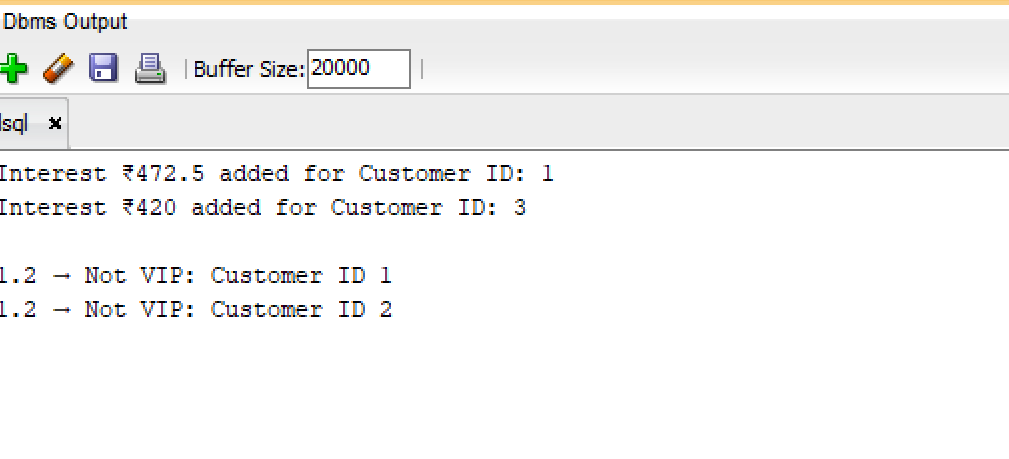 Dbms Output
Buffer Size: 20000
lsql
Interest ₹472.5 added for Customer ID: 1
Interest ₹420 added for Customer ID: 3
1.2 → Not VIP: Customer ID 1
1.2 → Not VIP: Customer ID 2